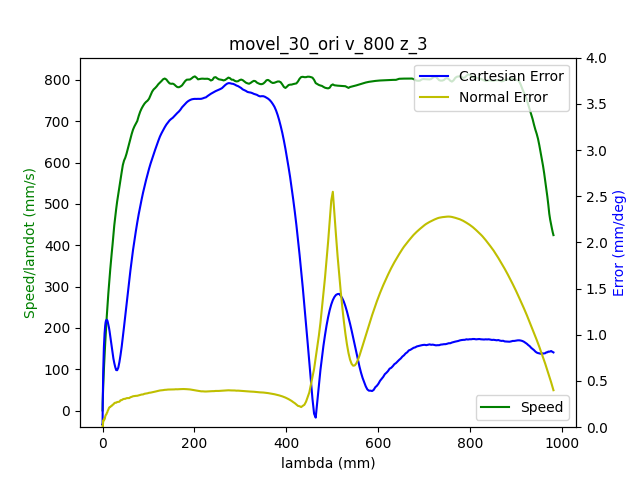 movel_30_ori v_800 z_3
Speed/lamdot (mm/s)
800
700
600
500
400
300
200
100
0
Cartesian Error
Normal Error
Speed
4.0
3.5
3.0
2.5
2.0
1.5
1.0
0.5
0.0
Error (mm/deg)
0 200 400 600 800 1000
lambda (mm)